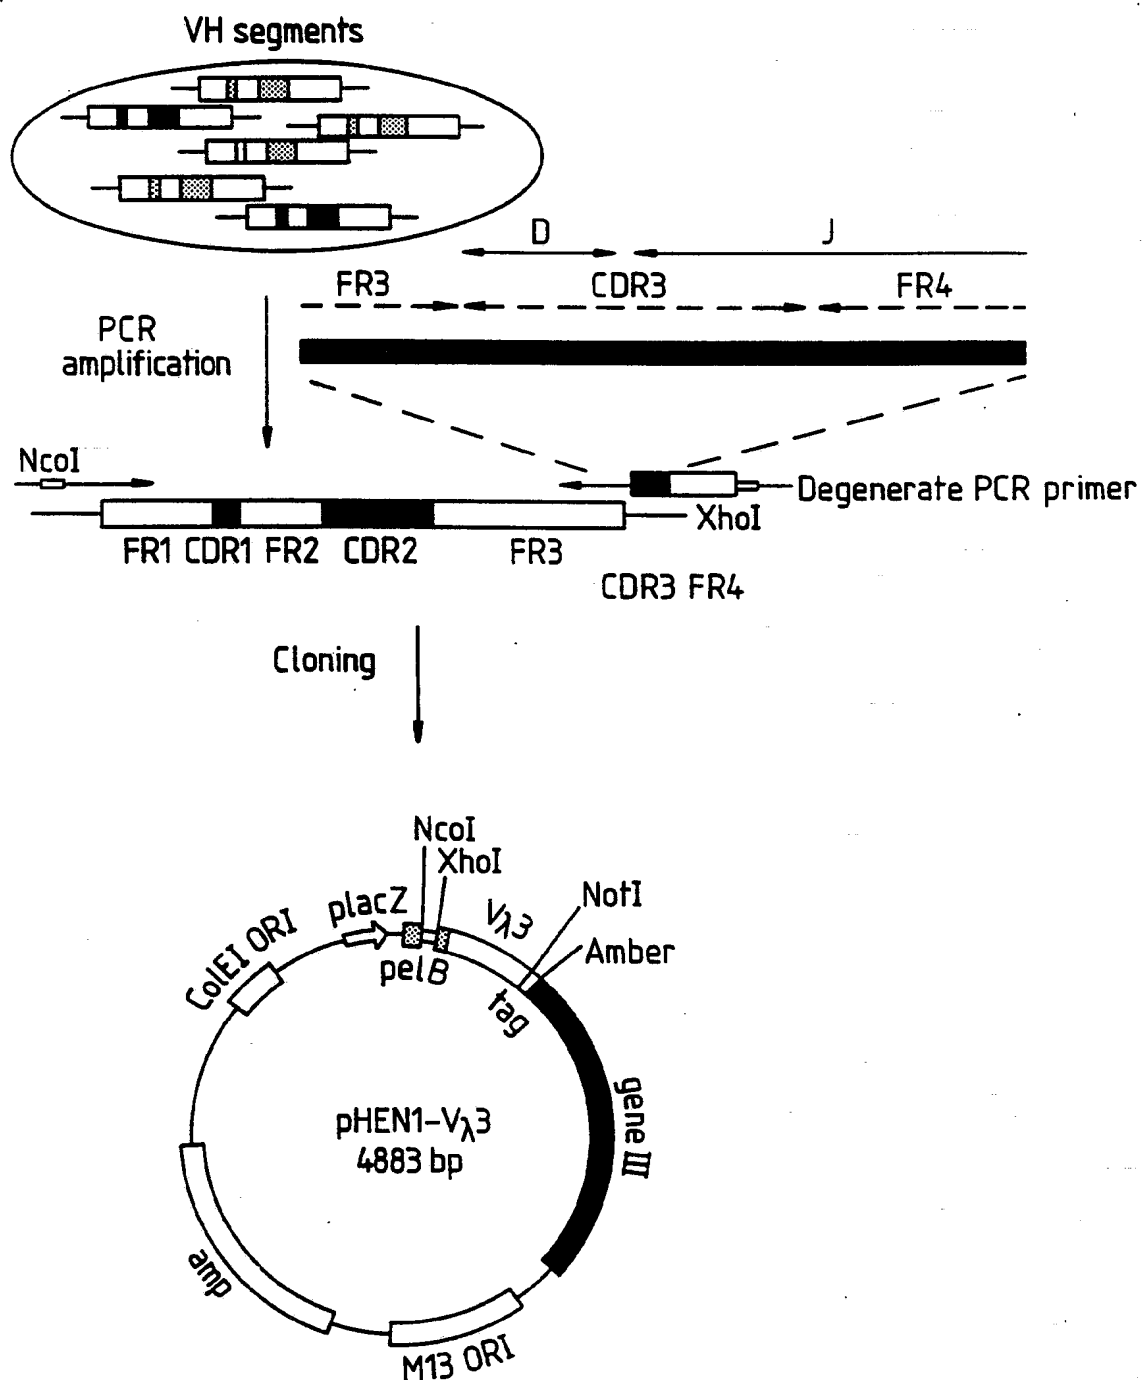 VH segments
D
J
FR3
CDR3
FR4
PCR
amplification
NcoI
Degenerate PCR primer
XhoI
FR1 CDR1 FR2 CDR2
FR3
CDR3 FR4
Cloning
NcoI
XhoI
placZ
Vλ3
NotI
ColEI ORI
pelB
Amber
tag
gene III
pHEN1-Vλ3
4883 bp
amp
M13 ORI